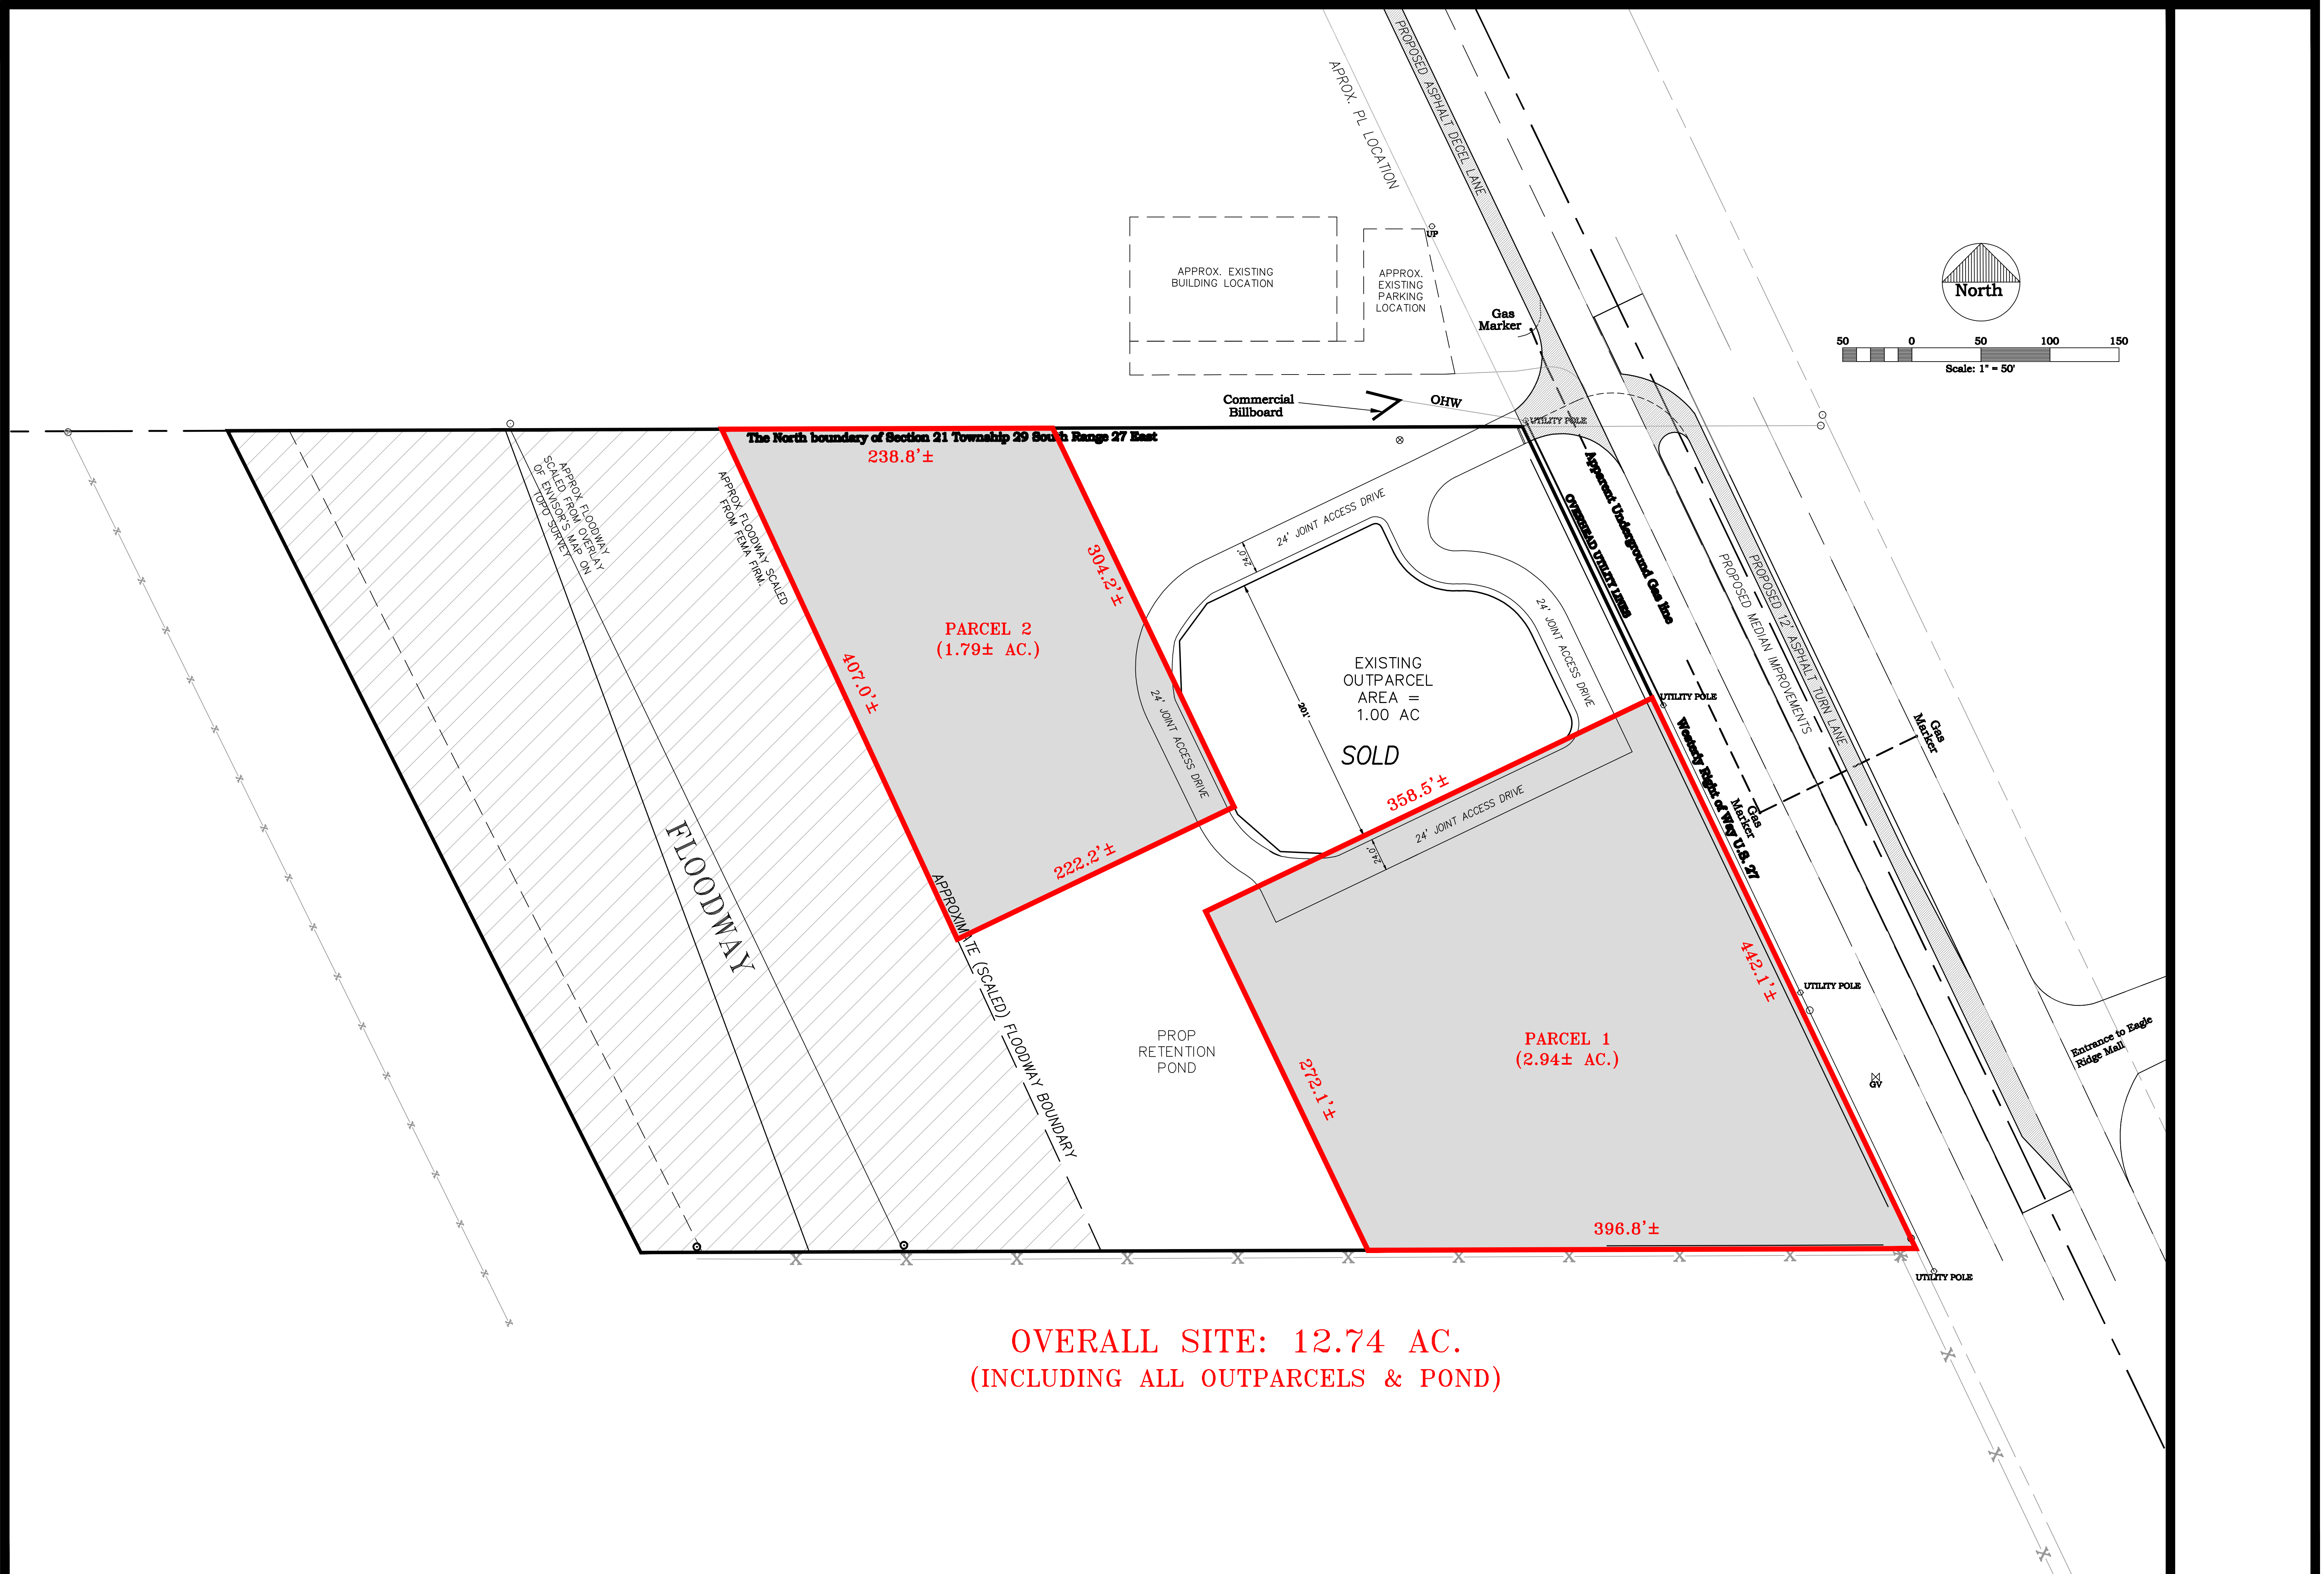 PROPOSED ASPHALT DECEL LANE
APROX. PL LOCATION
UP
APPROX. EXISTING
BUILDING LOCATION
APPROX.
EXISTING
PARKING
LOCATION
North
Gas
Marker
50 0 50 100 150
Scale: 1" = 50'
Commercial
Billboard
OHW
UTILITY POLE
The North boundary of Section 21 Township 29 South Range 27 East
238.8'±
APPROX FLOODWAY
SCALED FROM OVERLAY
OF ENVISOR'S MAP ON
TOPO SURVEY
APPROX FLOODWAY SCALED
FROM FEMA FIRM.
304.2'±
24' JOINT ACCESS DRIVE
24.0'
Apparent Underground Gas line
OVERHEAD UTILITY LINES
PROPOSED MEDIAN IMPROVEMENTS
PROPOSED 12' ASPHALT TURN LANE
PARCEL 2
(1.79± AC.)
407.0'±
24' JOINT ACCESS DRIVE
201'
EXISTING
OUTPARCEL
AREA =
1.00 AC
SOLD
24' JOINT ACCESS DRIVE
UTILITY POLE
Gas
Marker
Westerly Right of Way U.S. 27
Gas
Marker
358.5'±
24' JOINT ACCESS DRIVE
24.0'
222.2'±
FLOODWAY
APPROXIMATE (SCALED) FLOODWAY BOUNDARY
442.1'±
UTILITY POLE
PROP
RETENTION
POND
PARCEL 1
(2.94± AC.)
272.1'±
GV
Entrance to Eagle
Ridge Mall
396.8'±
UTILITY POLE
OVERALL SITE: 12.74 AC.
(INCLUDING ALL OUTPARCELS & POND)